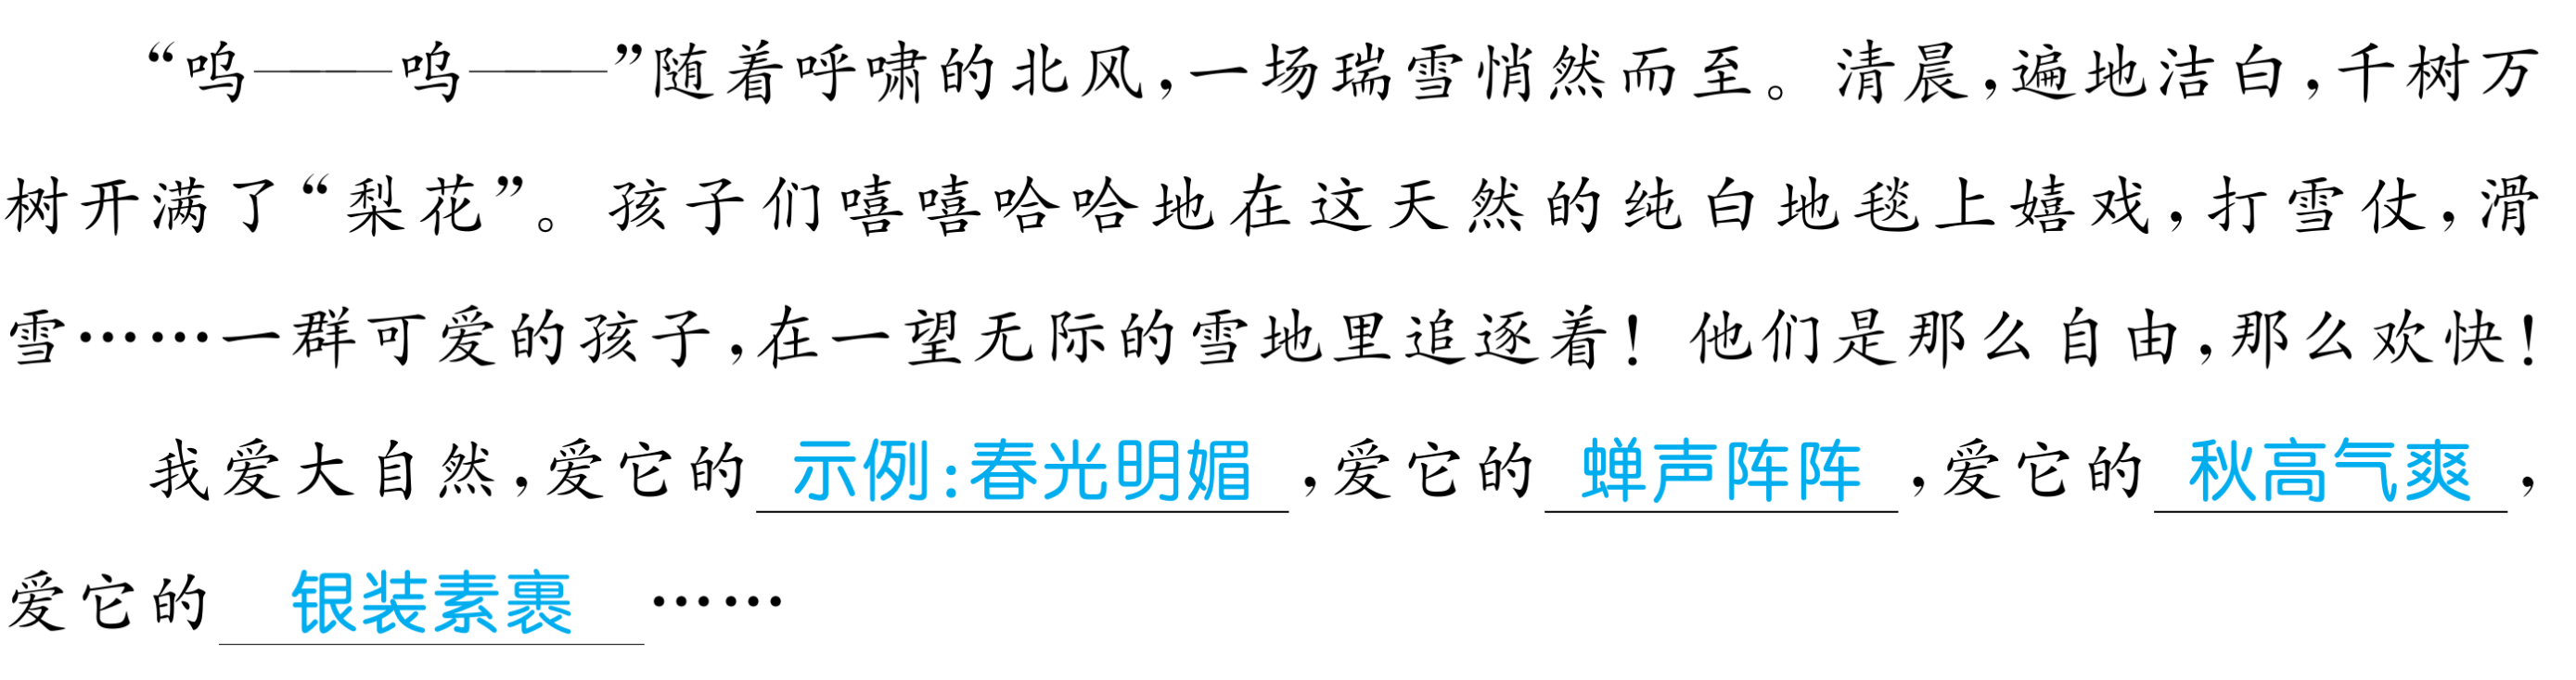 “呜——呜——”随着呼啸的北风,一场瑞雪悄然而至。清晨,遍地洁白,千树万
树开满了“梨花”。孩子们嘻嘻哈哈地在这天然的纯白地毯上嬉戏,打雪仗,滑
雪……一群可爱的孩子,在一望无际的雪地里追逐着！他们是那么自由,那么欢快！
我爱大自然,爱它的 示例:春光明媚 ,爱它的 蝉声阵阵 ,爱它的 秋高气爽 ,
爱它的 银装素裹 ……